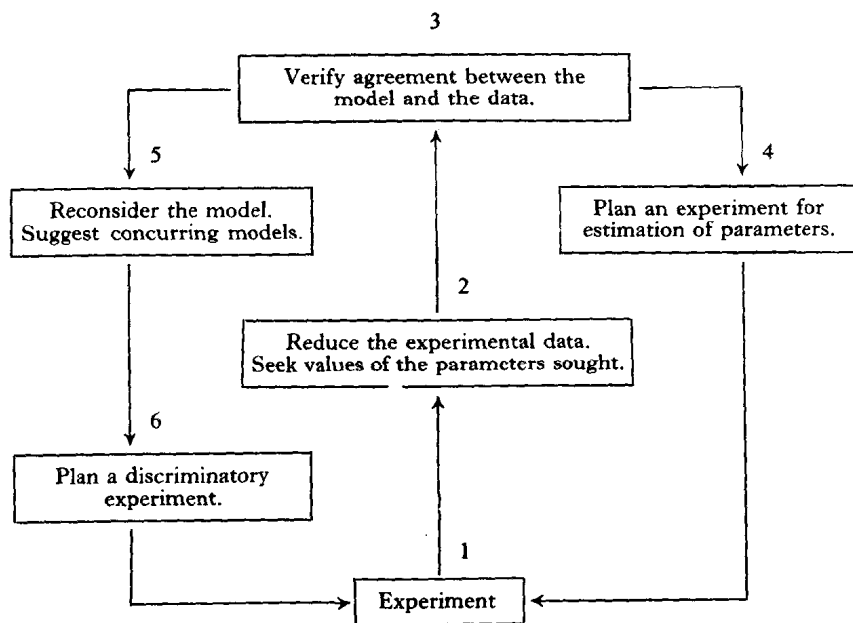 3
Verify agreement between the
model and the data.
5
4
Reconsider the model.
Suggest concurring models.
Plan an experiment for
estimation of parameters.
2
Reduce the experimental data.
Seek values of the parameters sought.
6
Plan a discriminatory
experiment.
1
Experiment